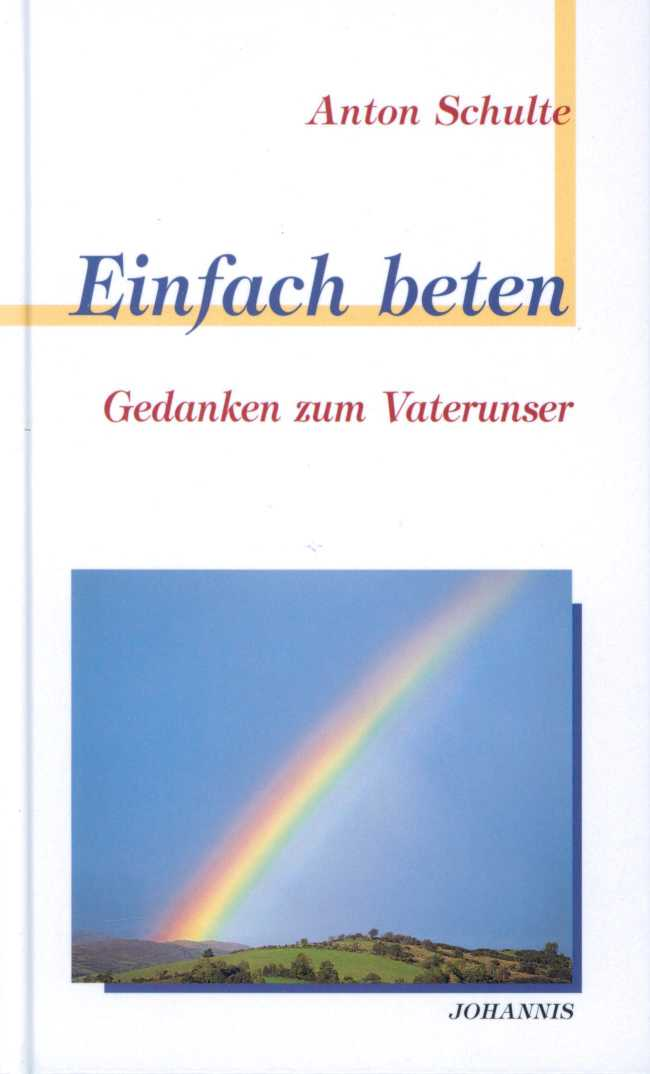 Anton Schulte
Einfach beten
Gedanken zum Vaterunser
JOHANNIS